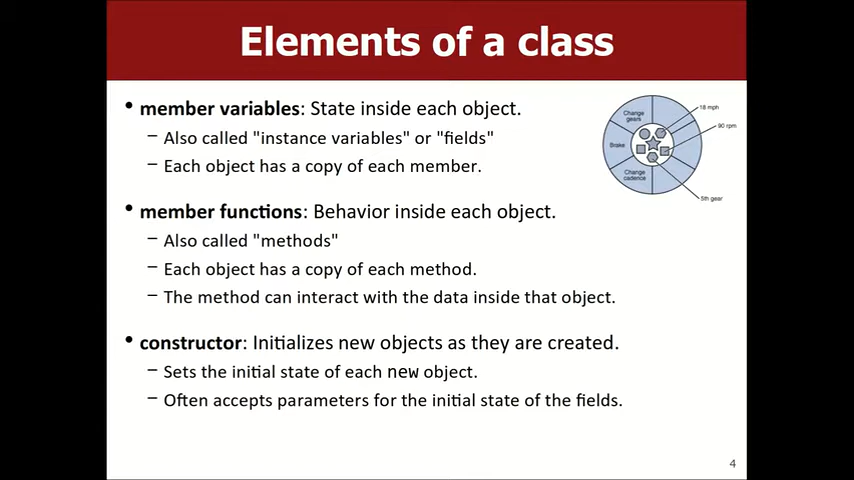 Elements of a class
• member variables: State inside each object.
– Also called "instance variables" or "fields"
– Each object has a copy of each member.
• member functions: Behavior inside each object.
– Also called "methods"
– Each object has a copy of each method.
– The method can interact with the data inside that object.
• constructor: Initializes new objects as they are created.
– Sets the initial state of each new object.
– Often accepts parameters for the initial state of the fields.
Change
gears
Brake
Change
cadence
18 mph
90 rpm
5th gear
4